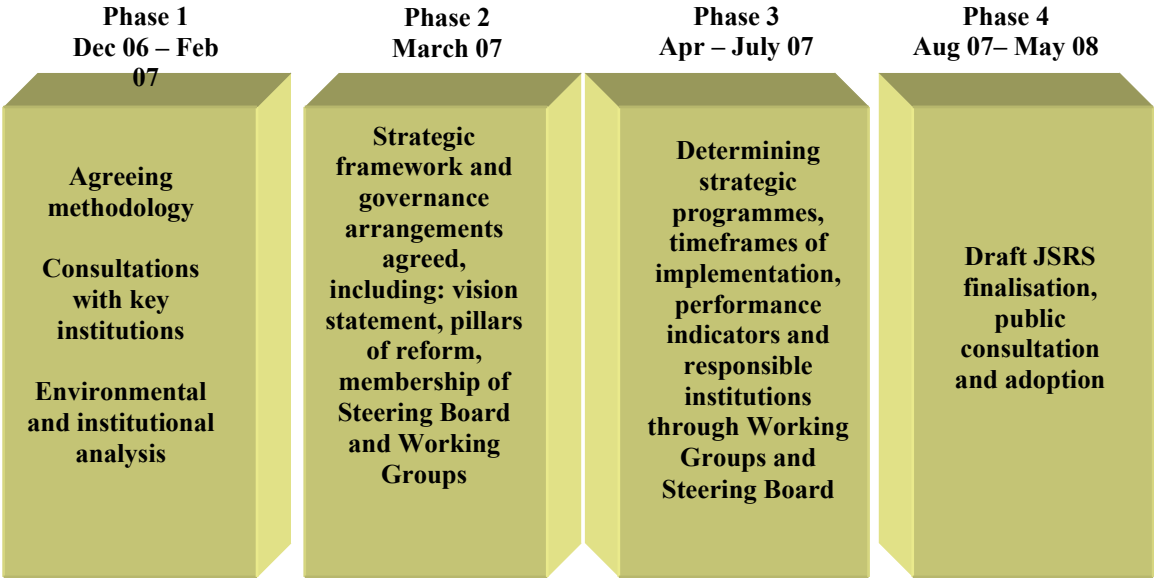 Phase 1
Dec 06 – Feb
07
Agreeing
methodology
Consultations
with key
institutions
Environmental
and institutional
analysis
Phase 2
March 07
Strategic
framework and
governance
arrangements
agreed,
including: vision
statement, pillars
of reform,
membership of
Steering Board
and Working
Groups
Phase 3
Apr – July 07
Determining
strategic
programmes,
timeframes of
implementation,
performance
indicators and
responsible
institutions
through Working
Groups and
Steering Board
Phase 4
Aug 07– May 08
Draft JSRS
finalisation,
public
consultation
and adoption